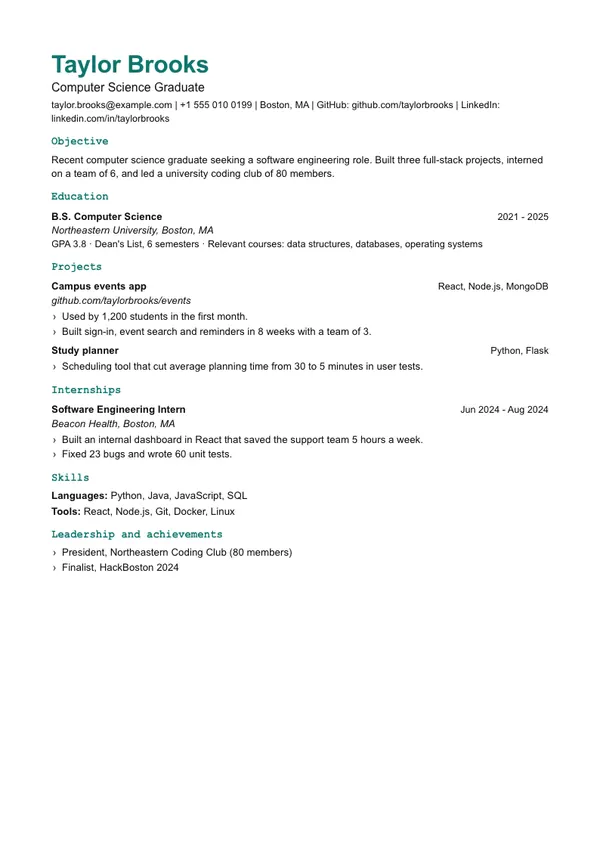 Taylor Brooks
Computer Science Graduate
taylor.brooks@example.com | +1 555 010 0199 | Boston, MA | GitHub: github.com/taylorbrooks | LinkedIn:
linkedin.com/in/taylorbrooks
Objective
Recent computer science graduate seeking a software engineering role. Built three full-stack projects, interned
on a team of 6, and led a university coding club of 80 members.
Education
B.S. Computer Science 2021 - 2025
Northeastern University, Boston, MA
GPA 3.8 · Dean's List, 6 semesters · Relevant courses: data structures, databases, operating systems
Projects
Campus events app React, Node.js, MongoDB
github.com/taylorbrooks/events
› Used by 1,200 students in the first month.
› Built sign-in, event search and reminders in 8 weeks with a team of 3.
Study planner Python, Flask
› Scheduling tool that cut average planning time from 30 to 5 minutes in user tests.
Internships
Software Engineering Intern Jun 2024 - Aug 2024
Beacon Health, Boston, MA
› Built an internal dashboard in React that saved the support team 5 hours a week.
› Fixed 23 bugs and wrote 60 unit tests.
Skills
Languages: Python, Java, JavaScript, SQL
Tools: React, Node.js, Git, Docker, Linux
Leadership and achievements
› President, Northeastern Coding Club (80 members)
› Finalist, HackBoston 2024